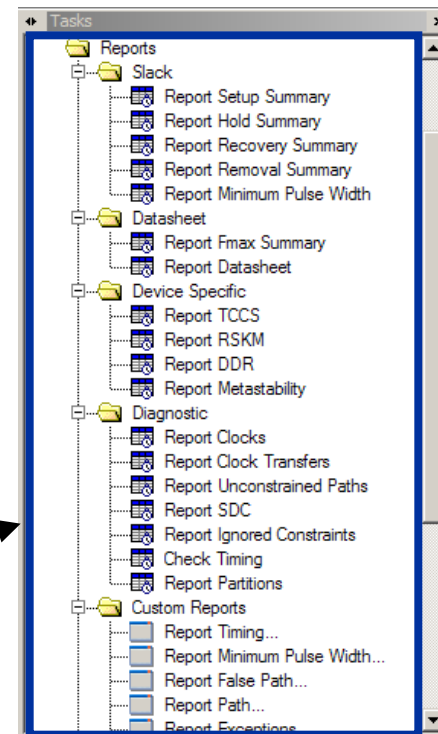 Tasks
Reports
Slack
Report Setup Summary
Report Hold Summary
Report Recovery Summary
Report Removal Summary
Report Minimum Pulse Width
Datasheet
Report Fmax Summary
Report Datasheet
Device Specific
Report TCCS
Report RSKM
Report DDR
Report Metastability
Diagnostic
Report Clocks
Report Clock Transfers
Report Unconstrained Paths
Report SDC
Report Ignored Constraints
Check Timing
Report Partitions
Custom Reports
Report Timing...
Report Minimum Pulse Width...
Report False Path...
Report Path...
Report Exceptions